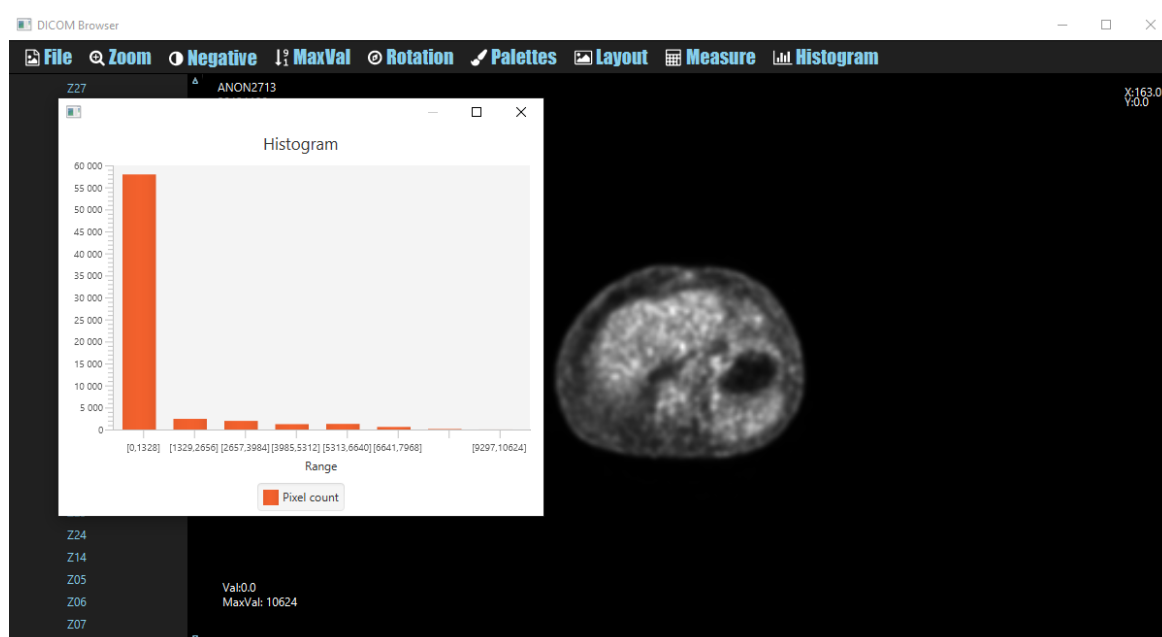 DICOM Browser
File Zoom Negative MaxVal Rotation Palettes Layout Measure Histogram
Z27
ANON2713
X:163.0
Y:0.0
Histogram
60 000
55 000
50 000
45 000
40 000
35 000
30 000
25 000
20 000
15 000
10 000
5 000
0
[0,1328] [1329,2656] [2657,3984] [3985,5312] [5313,6640] [6641,7968] [9297,10624]
Range
Pixel count
Z24
Z14
Z05
Z06
Z07
Val:0.0
MaxVal: 10624